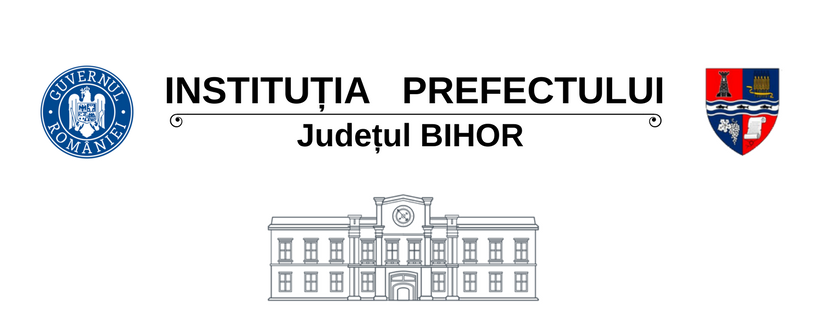 GUVERNUL ROMÂNIEI
INSTITUȚIA PREFECTULUI
Județul BIHOR